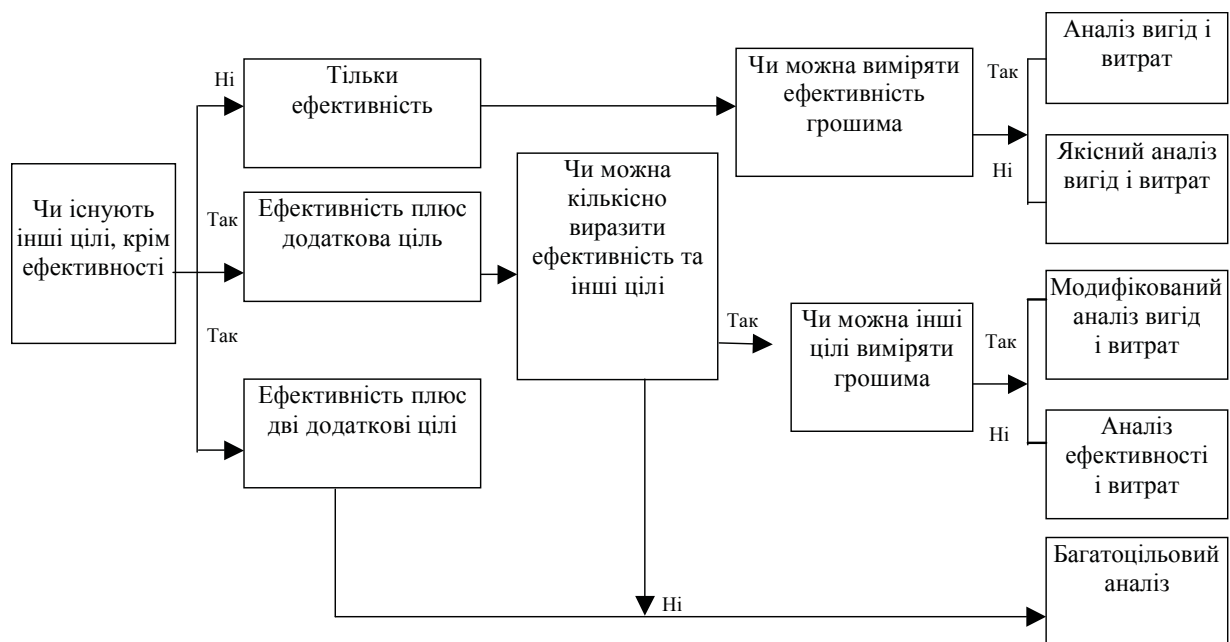 Чи існують
інші цілі, крім
ефективності
Ні
Так
Так
Тільки
ефективність
Ефективність плюс
додаткова ціль
Ефективність плюс
дві додаткові цілі
Чи можна
кількісно
виразити
ефективність та
інші цілі
Так
Ні
Чи можна виміряти
ефективність
грошима
Так
Ні
Чи можна інші
цілі виміряти
грошима
Так
Ні
Аналіз вигід і
витрат
Якісний аналіз
вигід і витрат
Модифікований
аналіз вигід
і витрат
Аналіз
ефективності
і витрат
Багатоцільовий
аналіз